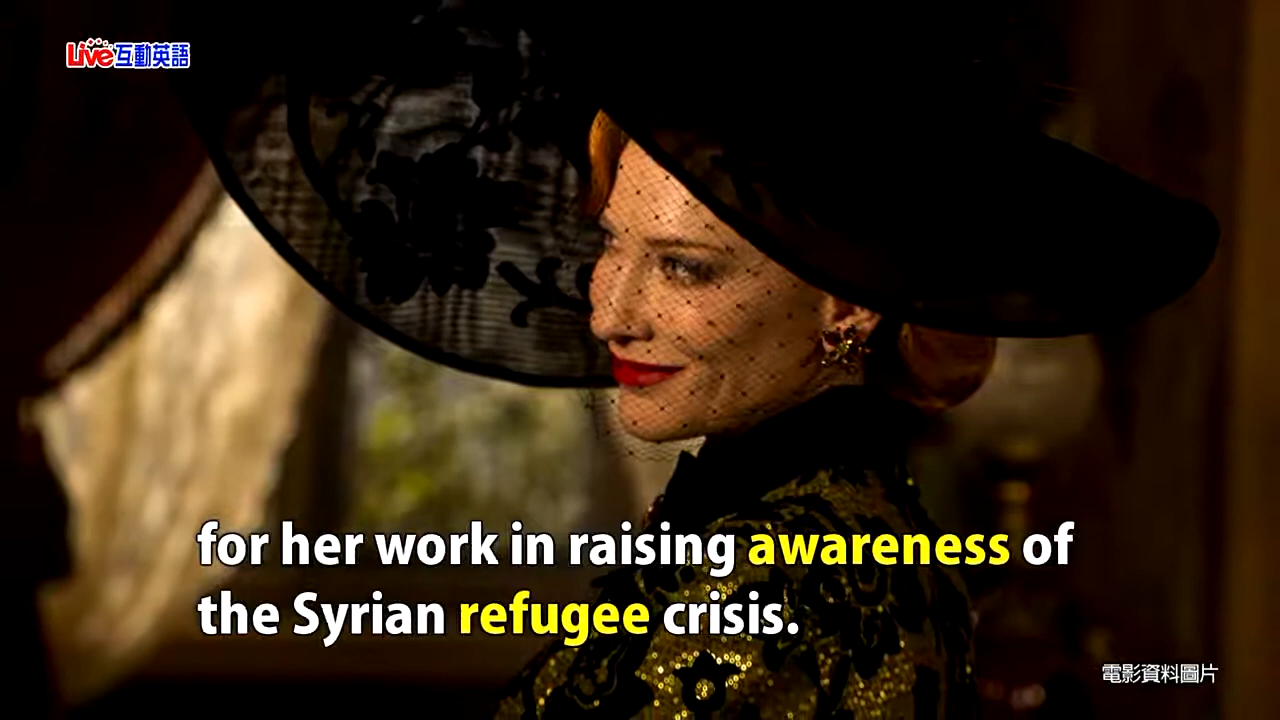 Live互動英語
for her work in raising awareness of
the Syrian refugee crisis.
電影資料圖片